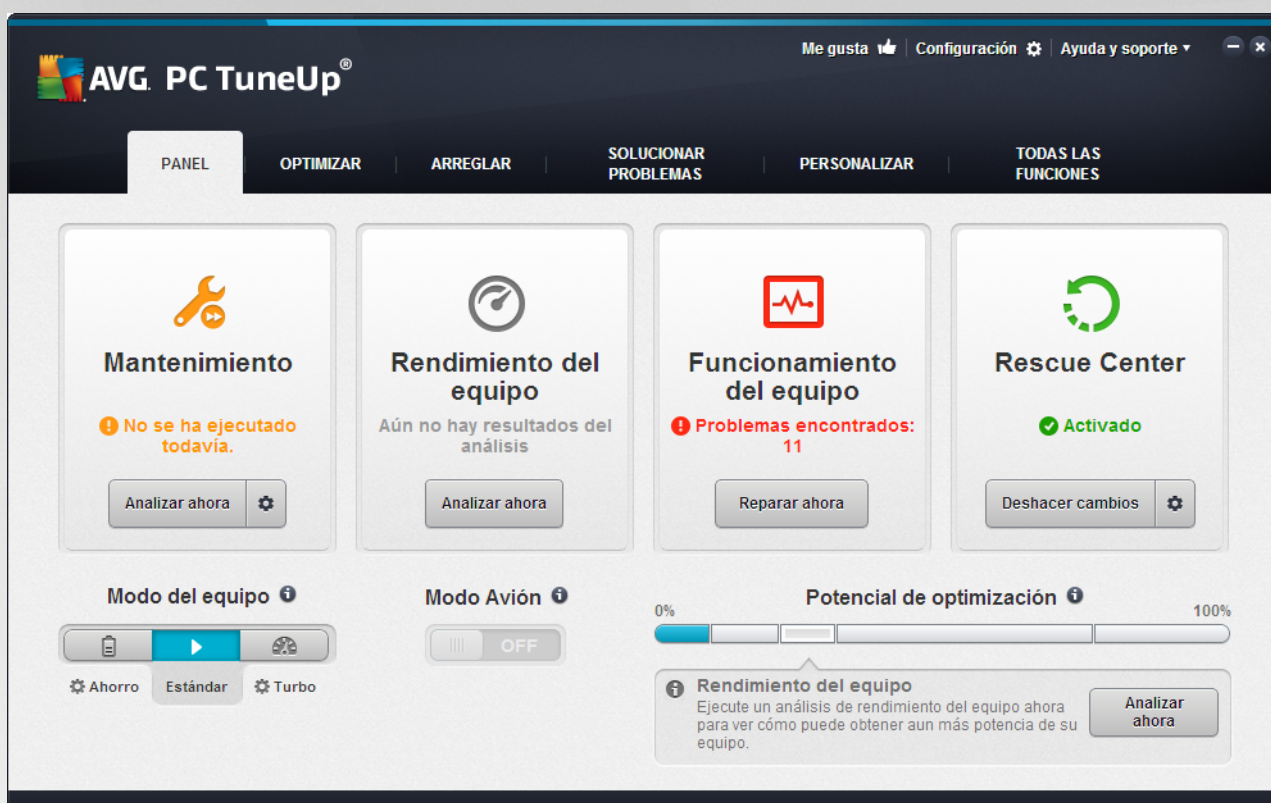 Me gusta Configuración Ayuda y soporte
AVG. PC TuneUp®
PANEL
OPTIMIZAR
ARREGLAR
SOLUCIONAR
PROBLEMAS
PERSONALIZAR
TODAS LAS
FUNCIONES
Mantenimiento
No se ha ejecutado
todavía.
Analizar ahora
Rendimiento del
equipo
Aún no hay resultados del
análisis
Analizar ahora
Funcionamiento
del equipo
Problemas encontrados:
11
Reparar ahora
Rescue Center
Activado
Deshacer cambios
Modo del equipo
Ahorro
Estándar
Turbo
Modo Avión
OFF
Potencial de optimización
0%
100%
Rendimiento del equipo
Ejecute un análisis de rendimiento del equipo ahora
para ver cómo puede obtener aun más potencia de su
equipo.
Analizar
ahora